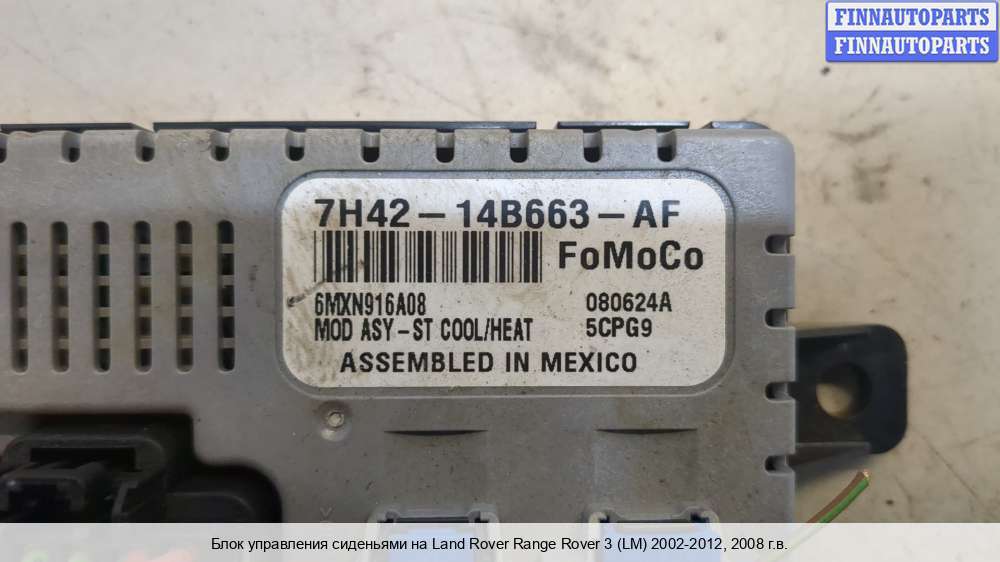 FINNAUTOPARTS
FINNAUTOPARTS
7H42-14B663-AF
FoMoCo
6MXN916A08 080624A
MOD ASY-ST COOL/HEAT 5CPG9
ASSEMBLED IN MEXICO
Блок управления сиденьями на Land Rover Range Rover 3 (LM) 2002-2012, 2008 г.в.